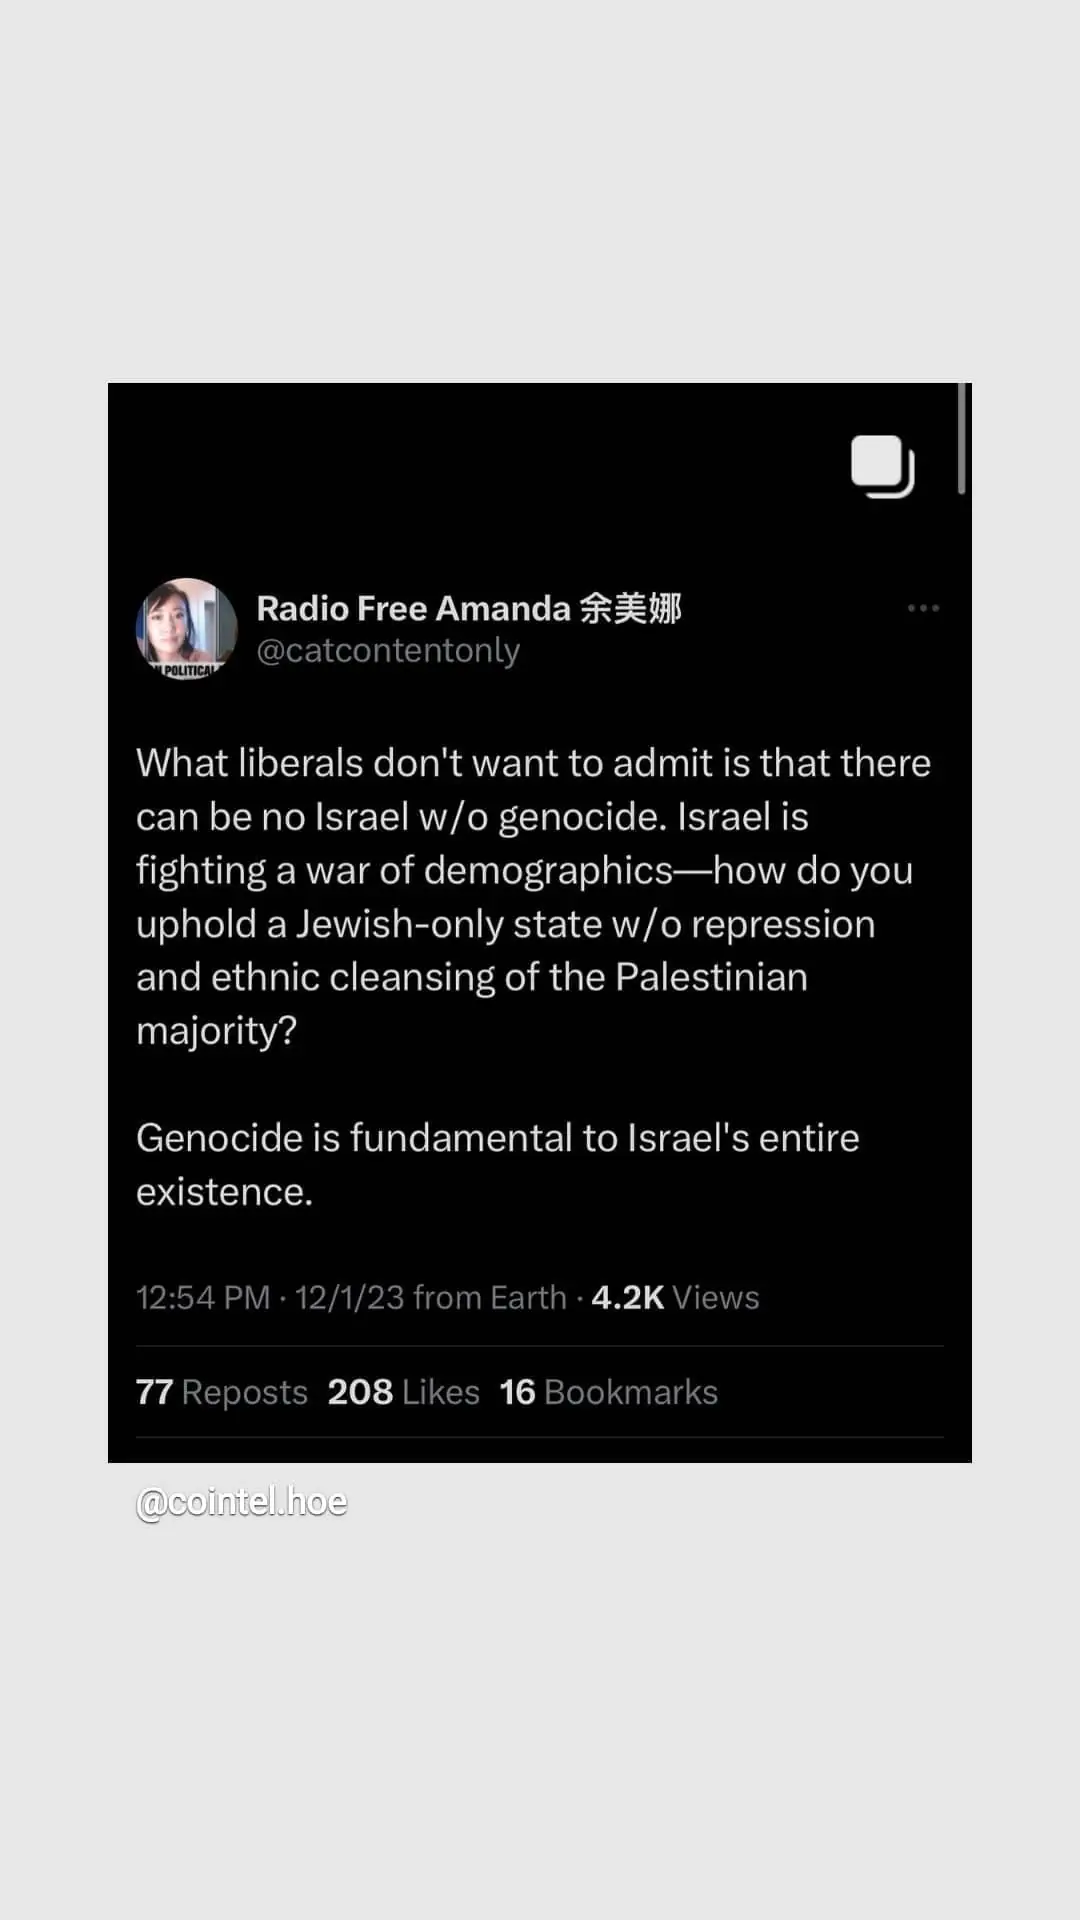 Radio Free Amanda 余美娜
@catcontentonly
What liberals don't want to admit is that there
can be no Israel w/o genocide. Israel is
fighting a war of demographics—how do you
uphold a Jewish-only state w/o repression
and ethnic cleansing of the Palestinian
majority?
Genocide is fundamental to Israel's entire
existence.
12:54 PM · 12/1/23 from Earth · 4.2K Views
77 Reposts 208 Likes 16 Bookmarks
@cointel.hoe